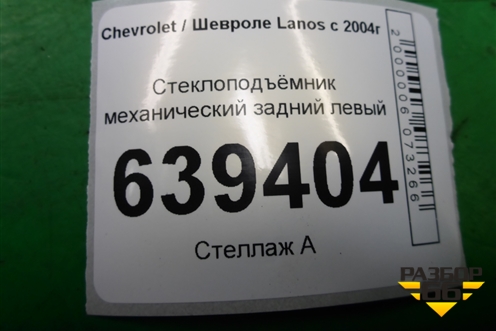 Chevrolet / Шевроле Lanos с 2004г
Стеклоподъёмник
механический задний левый
639404
Стеллаж А
2000006073266
РАЗБОР